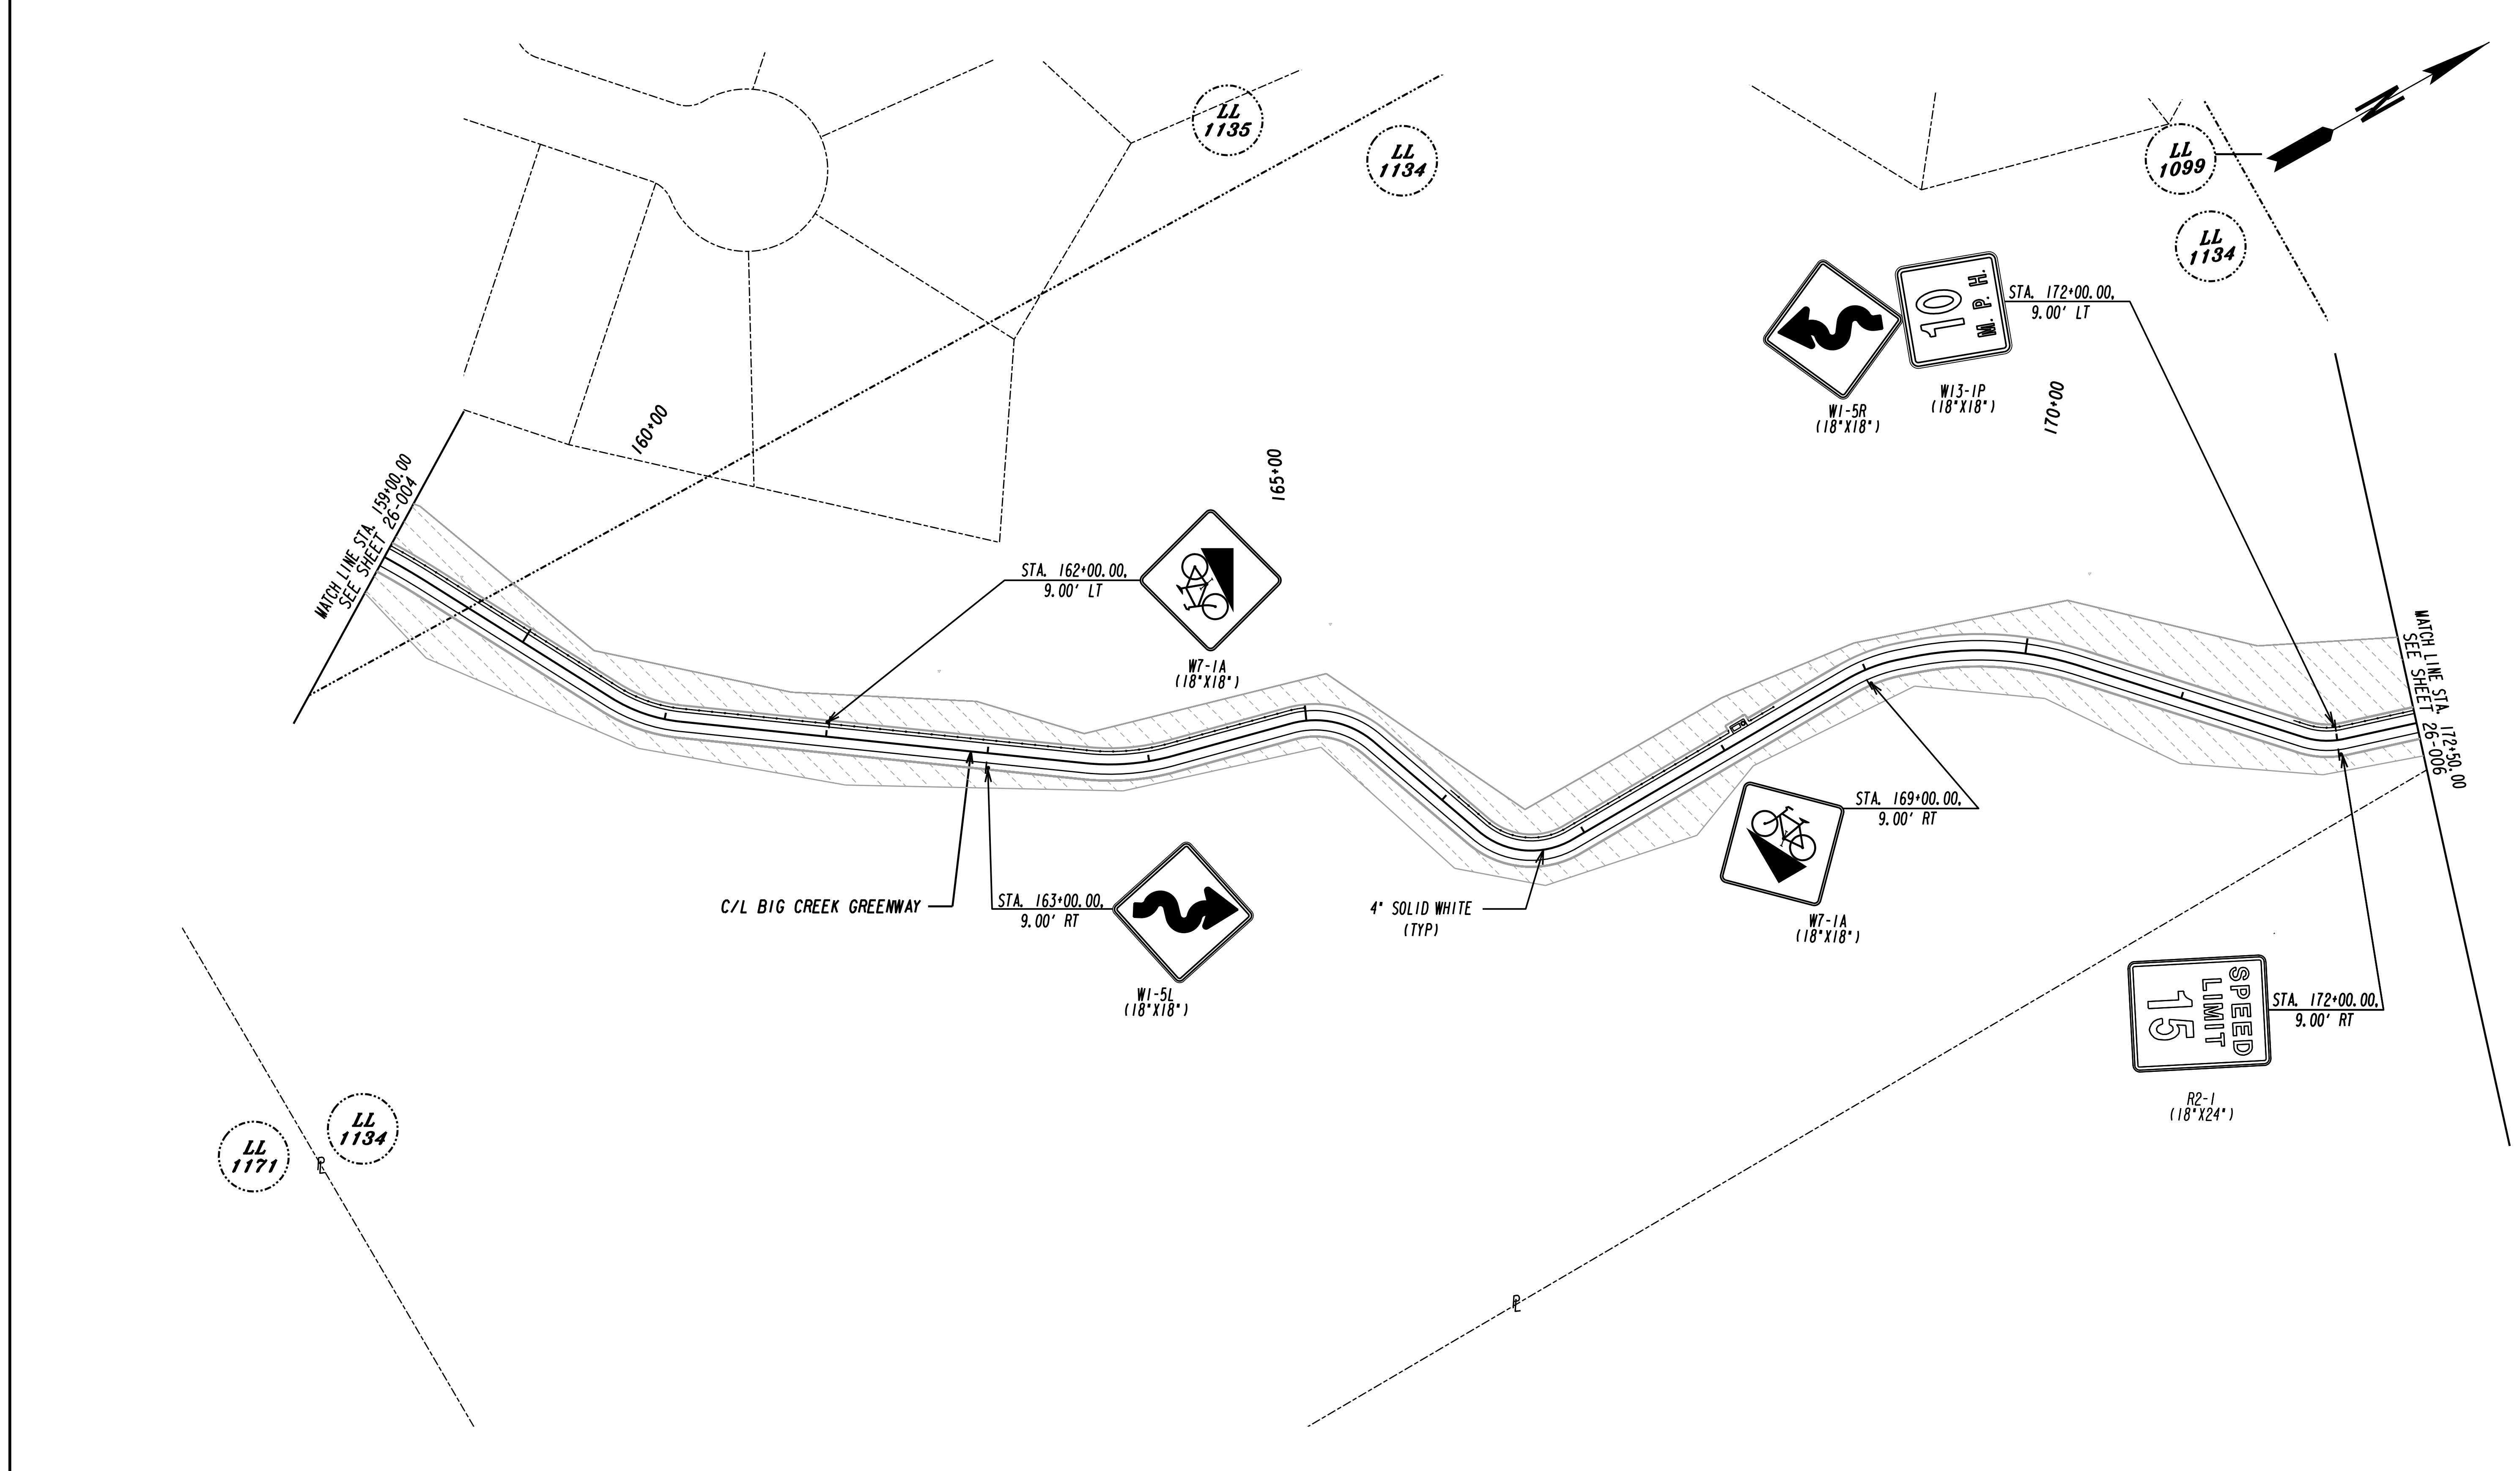 LL
1135
LL
1134
LL
1099
N
LL
1134
10
M.P.H.
STA. 172+00.00,
9.00' LT
W13-1P
(18"X18")
W1-5R
(18"X18")
170+00
160+00
165+00
MATCH LINE STA. 159+00.00
SEE SHEET 26-004
STA. 162+00.00,
9.00' LT
W7-1A
(18"X18")
MATCH LINE STA. 172+50.00
SEE SHEET 26-006
STA. 169+00.00,
9.00' RT
W7-1A
(18"X18")
C/L BIG CREEK GREENWAY
STA. 163+00.00,
9.00' RT
W1-5L
(18"X18")
4" SOLID WHITE
(TYP)
SPEED
LIMIT
15
STA. 172+00.00,
9.00' RT
R2-1
(18"X24")
LL
1134
LL
1171
PL
PL